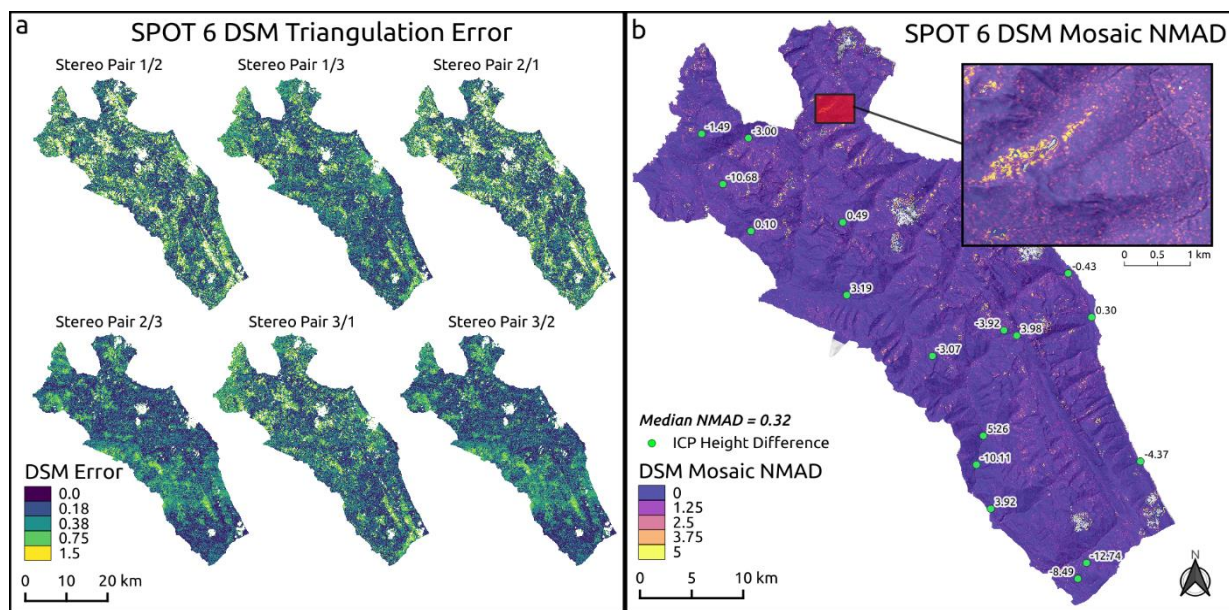 a
SPOT 6 DSM Triangulation Error
Stereo Pair 1/2
Stereo Pair 1/3
Stereo Pair 2/1
Stereo Pair 2/3
Stereo Pair 3/1
Stereo Pair 3/2
DSM Error
0.0
0.18
0.38
0.75
1.5
0 10 20 km
b
SPOT 6 DSM Mosaic NMAD
0 0.5 1 km
-1.49
-3.00
-10.68
0.10
0.49
-0.43
3.19
0.30
-3.92
3.98
-3.07
5.26
-10.11
-4.37
3.92
-12.74
-8.49
Median NMAD = 0.32
ICP Height Difference
DSM Mosaic NMAD
0
1.25
2.5
3.75
5
0 5 10 km
N